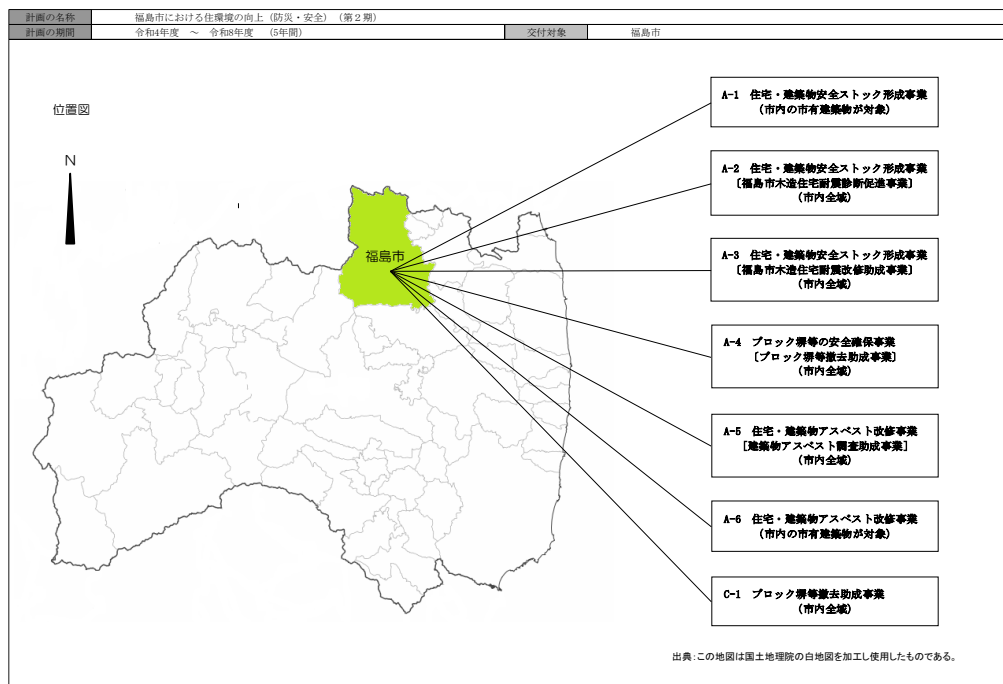 計画の名称 福島市における住環境の向上（防災・安全）（第２期）
計画の期間 令和4年度 ～ 令和8年度 （5年間） 交付対象 福島市
位置図
N
福島市
A-1 住宅・建築物安全ストック形成事業
(市内の市有建築物が対象)
A-2 住宅・建築物安全ストック形成事業
［福島市木造住宅耐震診断促進事業］
(市内全域)
A-3 住宅・建築物安全ストック形成事業
［福島市木造住宅耐震改修助成事業］
(市内全域)
A-4 ブロック塀等の安全確保事業
［ブロック塀等撤去助成事業］
(市内全域)
A-5 住宅・建築物アスベスト改修事業
[建築物アスベスト調査助成事業]
(市内全域)
A-6 住宅・建築物アスベスト改修事業
(市内の市有建築物が対象)
C-1 ブロック塀等撤去助成事業
(市内全域)
出典：この地図は国土地理院の白地図を加工し使用したものである。